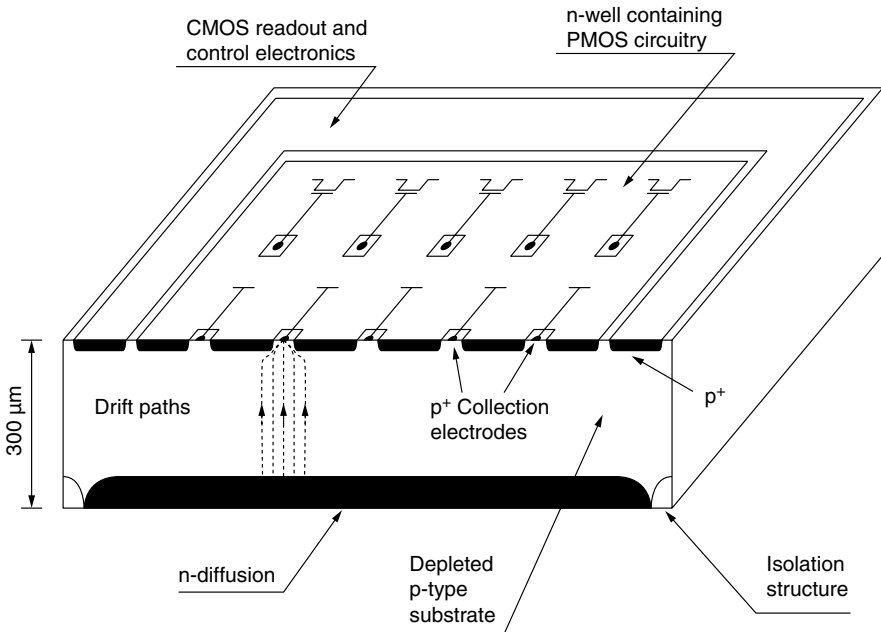 CMOS readout and
control electronics
n-well containing
PMOS circuitry
300 µm
Drift paths
p⁺ Collection
electrodes
p⁺
n-diffusion
Depleted
p-type
substrate
Isolation
structure